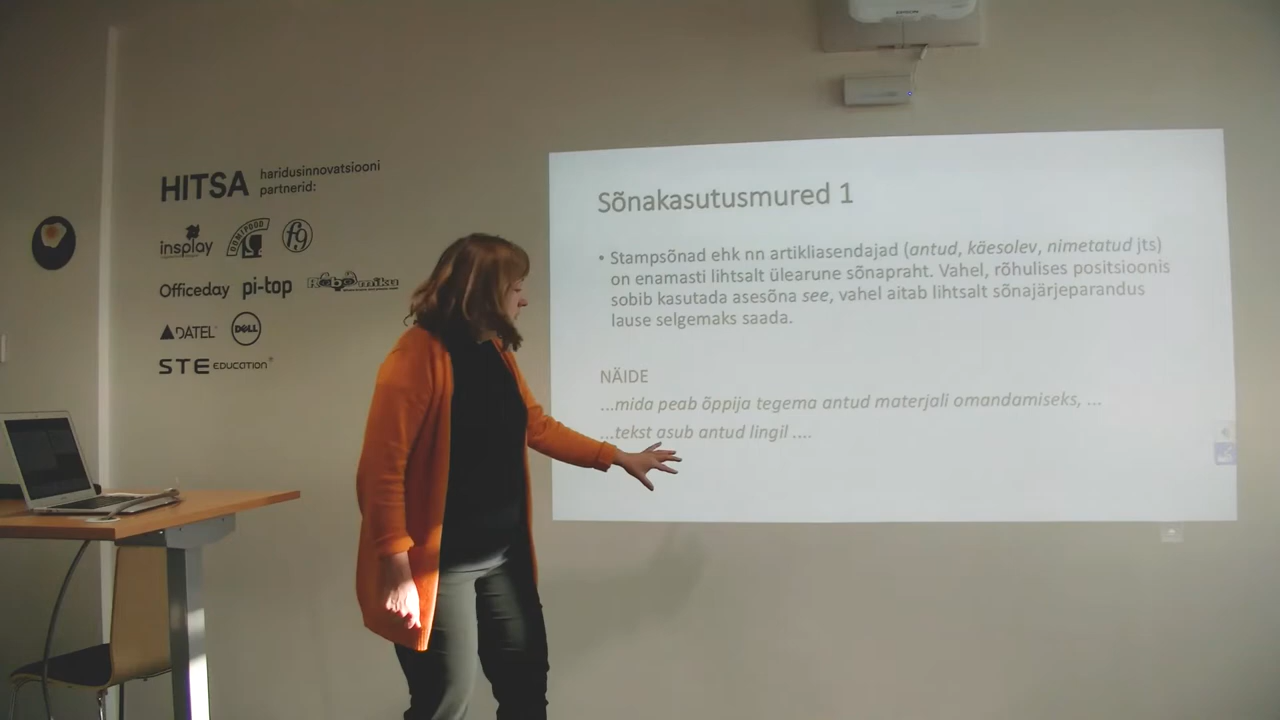 HITSA
haridusinnovatsiooni
partnerid:
insplay
OOMIPOOD
f9
Officeday
pi-top
Robomiku
DATEL
DELL
STE EDUCATION
Sõnakasutusmured 1
• Stampsõnad ehk nn artikliasendajad (antud, käesolev, nimetatud jts)
on enamasti lihtsalt ülearune sõnapraht. Vahel, rõhulises positsioonis
sobib kasutada asesõna see, vahel aitab lihtsalt sõnajärjeparandus
lause selgemaks saada.
NÄIDE
...mida peab õppija tegema antud materjali omandamiseks, ...
...tekst asub antud lingil ....